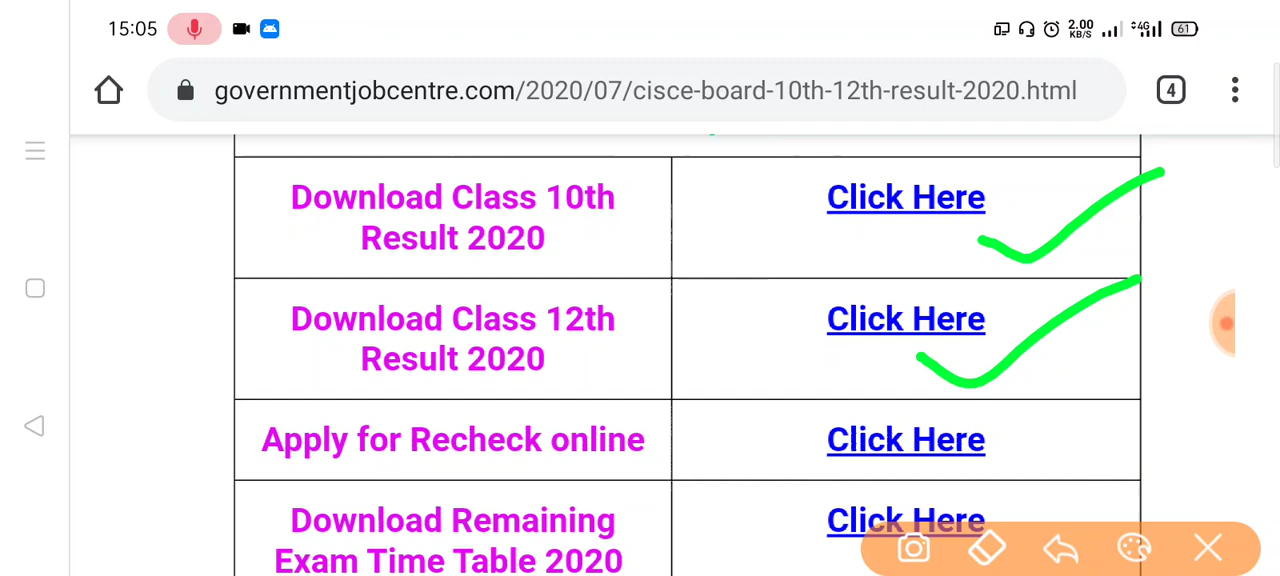 15:05
2.00
KB/S
4G
61
governmentjobcentre.com/2020/07/cisce-board-10th-12th-result-2020.html
4
Download Class 10th
Result 2020
Click Here
Download Class 12th
Result 2020
Click Here
Apply for Recheck online
Click Here
Download Remaining
Exam Time Table 2020
Click Here